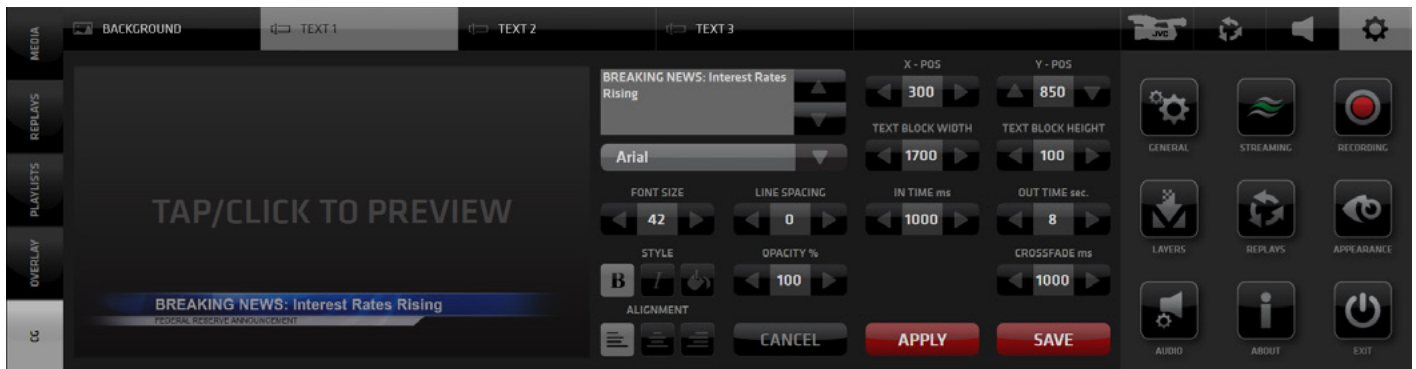 MEDIA
REPLAYS
PLAYLISTS
OVERLAY
CG
BACKGROUND
TEXT 1
TEXT 2
TEXT 3
JVC
TAP/CLICK TO PREVIEW
BREAKING NEWS: Interest Rates Rising
FEDERAL RESERVE ANNOUNCEMENT
BREAKING NEWS: Interest Rates
Rising
Arial
FONT SIZE
42
LINE SPACING
0
STYLE
B
I
OPACITY %
100
ALIGNMENT
CANCEL
X - POS
300
Y - POS
850
TEXT BLOCK WIDTH
1700
TEXT BLOCK HEIGHT
100
IN TIME ms
1000
OUT TIME sec.
8
CROSSFADE ms
1000
APPLY
SAVE
GENERAL
STREAMING
RECORDING
LAYERS
REPLAYS
APPEARANCE
AUDIO
ABOUT
EXIT